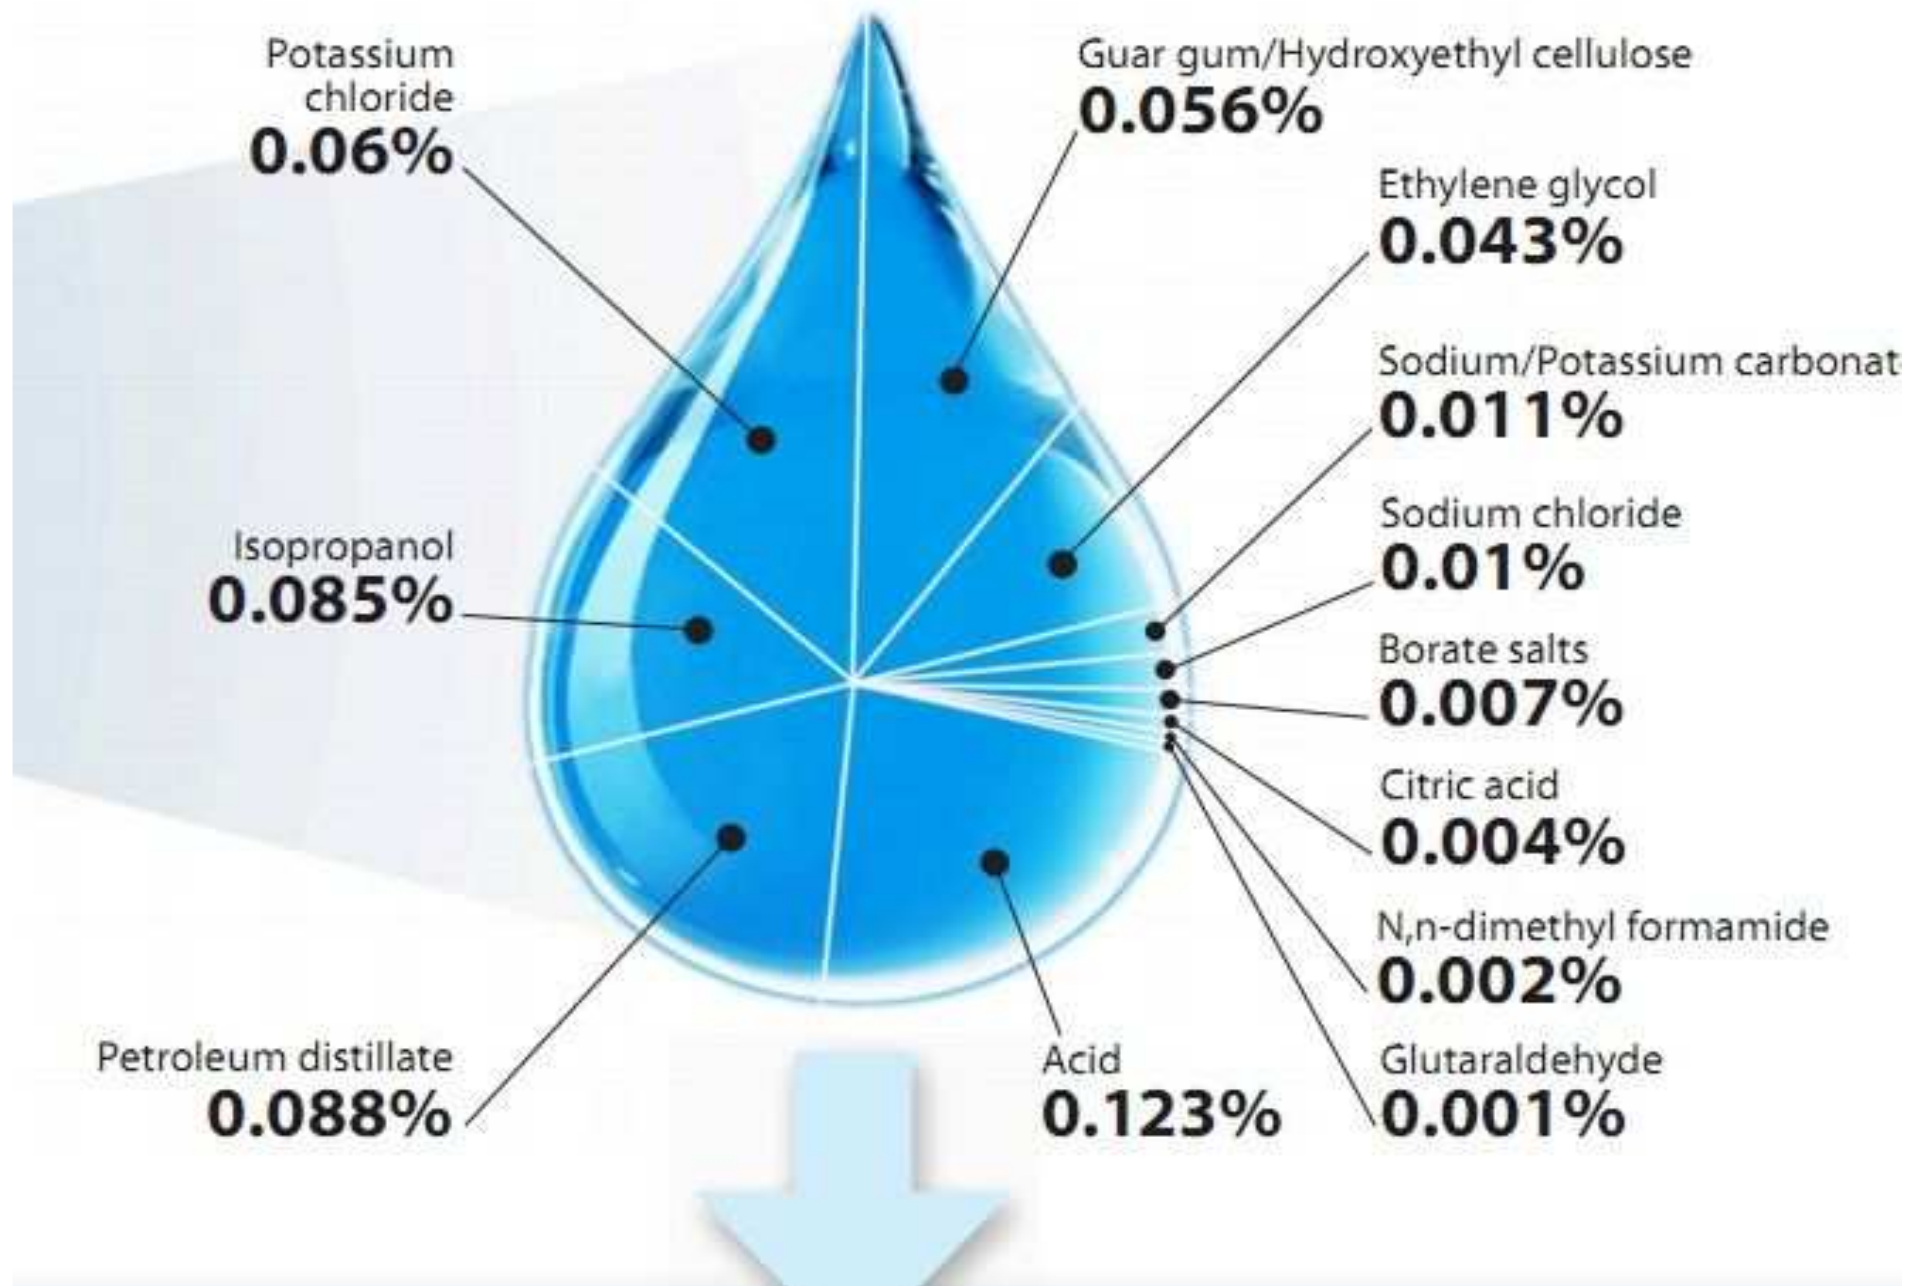 Potassium
chloride
0.06%
Guar gum/Hydroxyethyl cellulose
0.056%
Ethylene glycol
0.043%
Sodium/Potassium carbonat
0.011%
Isopropanol
0.085%
Sodium chloride
0.01%
Borate salts
0.007%
Citric acid
0.004%
N,n-dimethyl formamide
0.002%
Petroleum distillate
0.088%
Acid
0.123%
Glutaraldehyde
0.001%